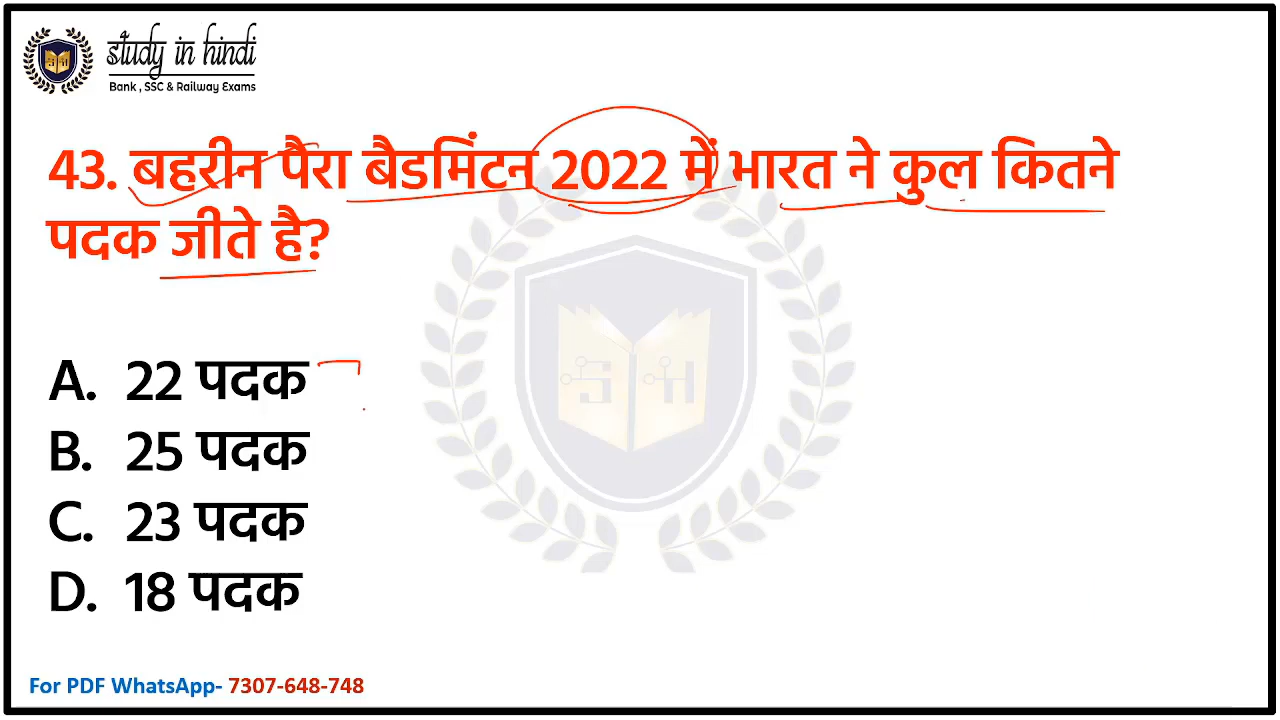 study in hindi
Bank , SSC & Railway Exams
43. बहरीन पैरा बैडमिंटन 2022 में भारत ने कुल कितने
पदक जीते है?
A. 22 पदक
B. 25 पदक
C. 23 पदक
D. 18 पदक
For PDF WhatsApp- 7307-648-748